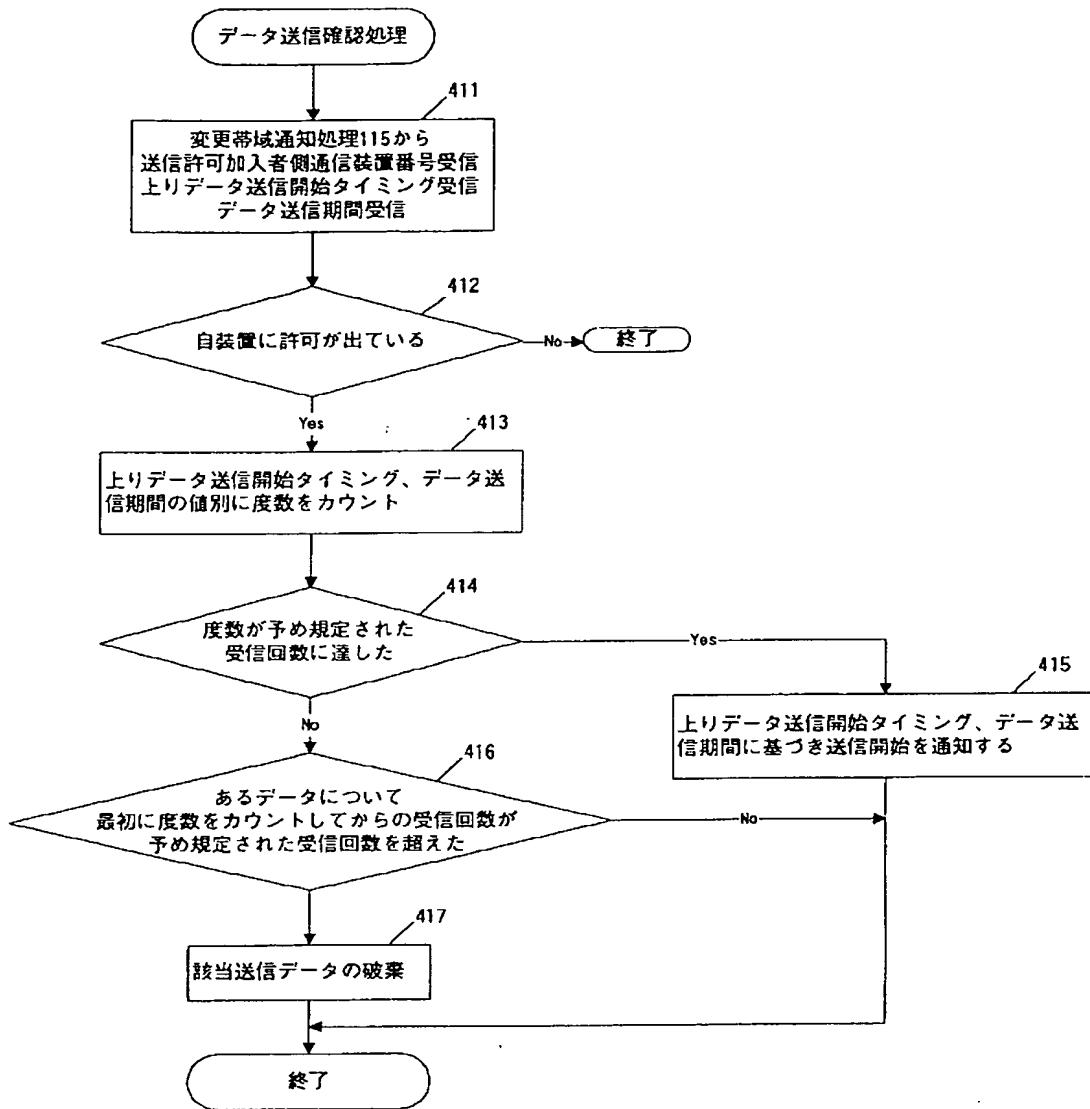 データ送信確認処理
411
変更帯域通知処理115から
送信許可加入者側通信装置番号受信
上りデータ送信開始タイミング受信
データ送信期間受信
412
自装置に許可が出ている
No
終了
Yes
413
上りデータ送信開始タイミング、データ送
信期間の値別に度数をカウント
414
度数が予め規定された
受信回数に達した
Yes
415
上りデータ送信開始タイミング、データ送
信期間に基づき送信開始を通知する
No
416
あるデータについて
最初に度数をカウントしてからの受信回数が
予め規定された受信回数を超えた
No
417
該当送信データの破棄
終了